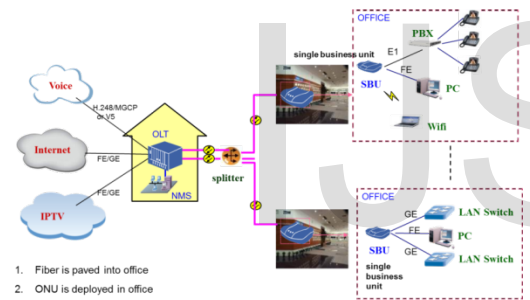 OFFICE
PBX
E1
single business unit
FE
SBU
PC
Wifi
Voice
H.248/MGCP
or V5
OLT
Internet
FE/GE
splitter
FE/GE
NMS
IPTV
OFFICE
GE
LAN Switch
FE
PC
SBU
GE
LAN Switch
single
business
unit
1. Fiber is paved into office
2. ONU is deployed in office
IJS